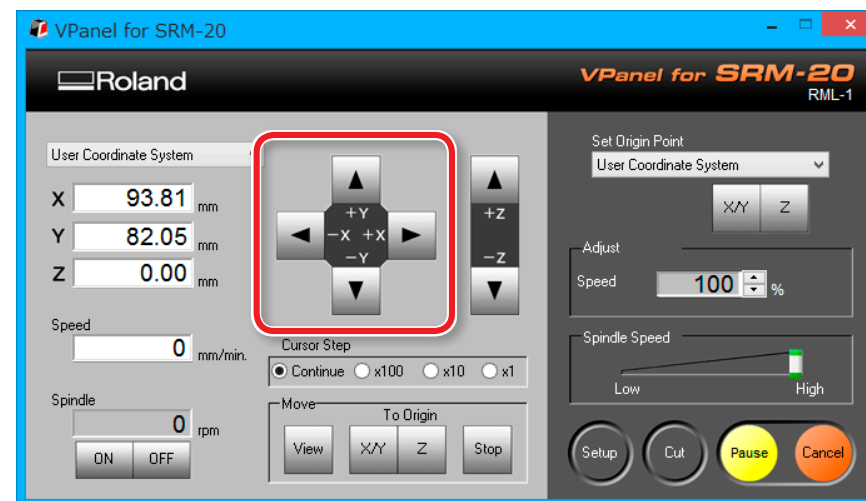 VPanel for SRM-20
Roland
VPanel for SRM-20
RML-1
User Coordinate System
X 93.81 mm
Y 82.05 mm
Z 0.00 mm
Speed
0 mm/min.
Spindle
0 rpm
ON OFF
+Y
-X +X
-Y
+Z
-Z
Cursor Step
Continue x100 x10 x1
Move
To Origin
View X/Y Z Stop
Set Origin Point
User Coordinate System
X/Y Z
Adjust
Speed 100 %
Spindle Speed
Low High
Setup Cut Pause Cancel